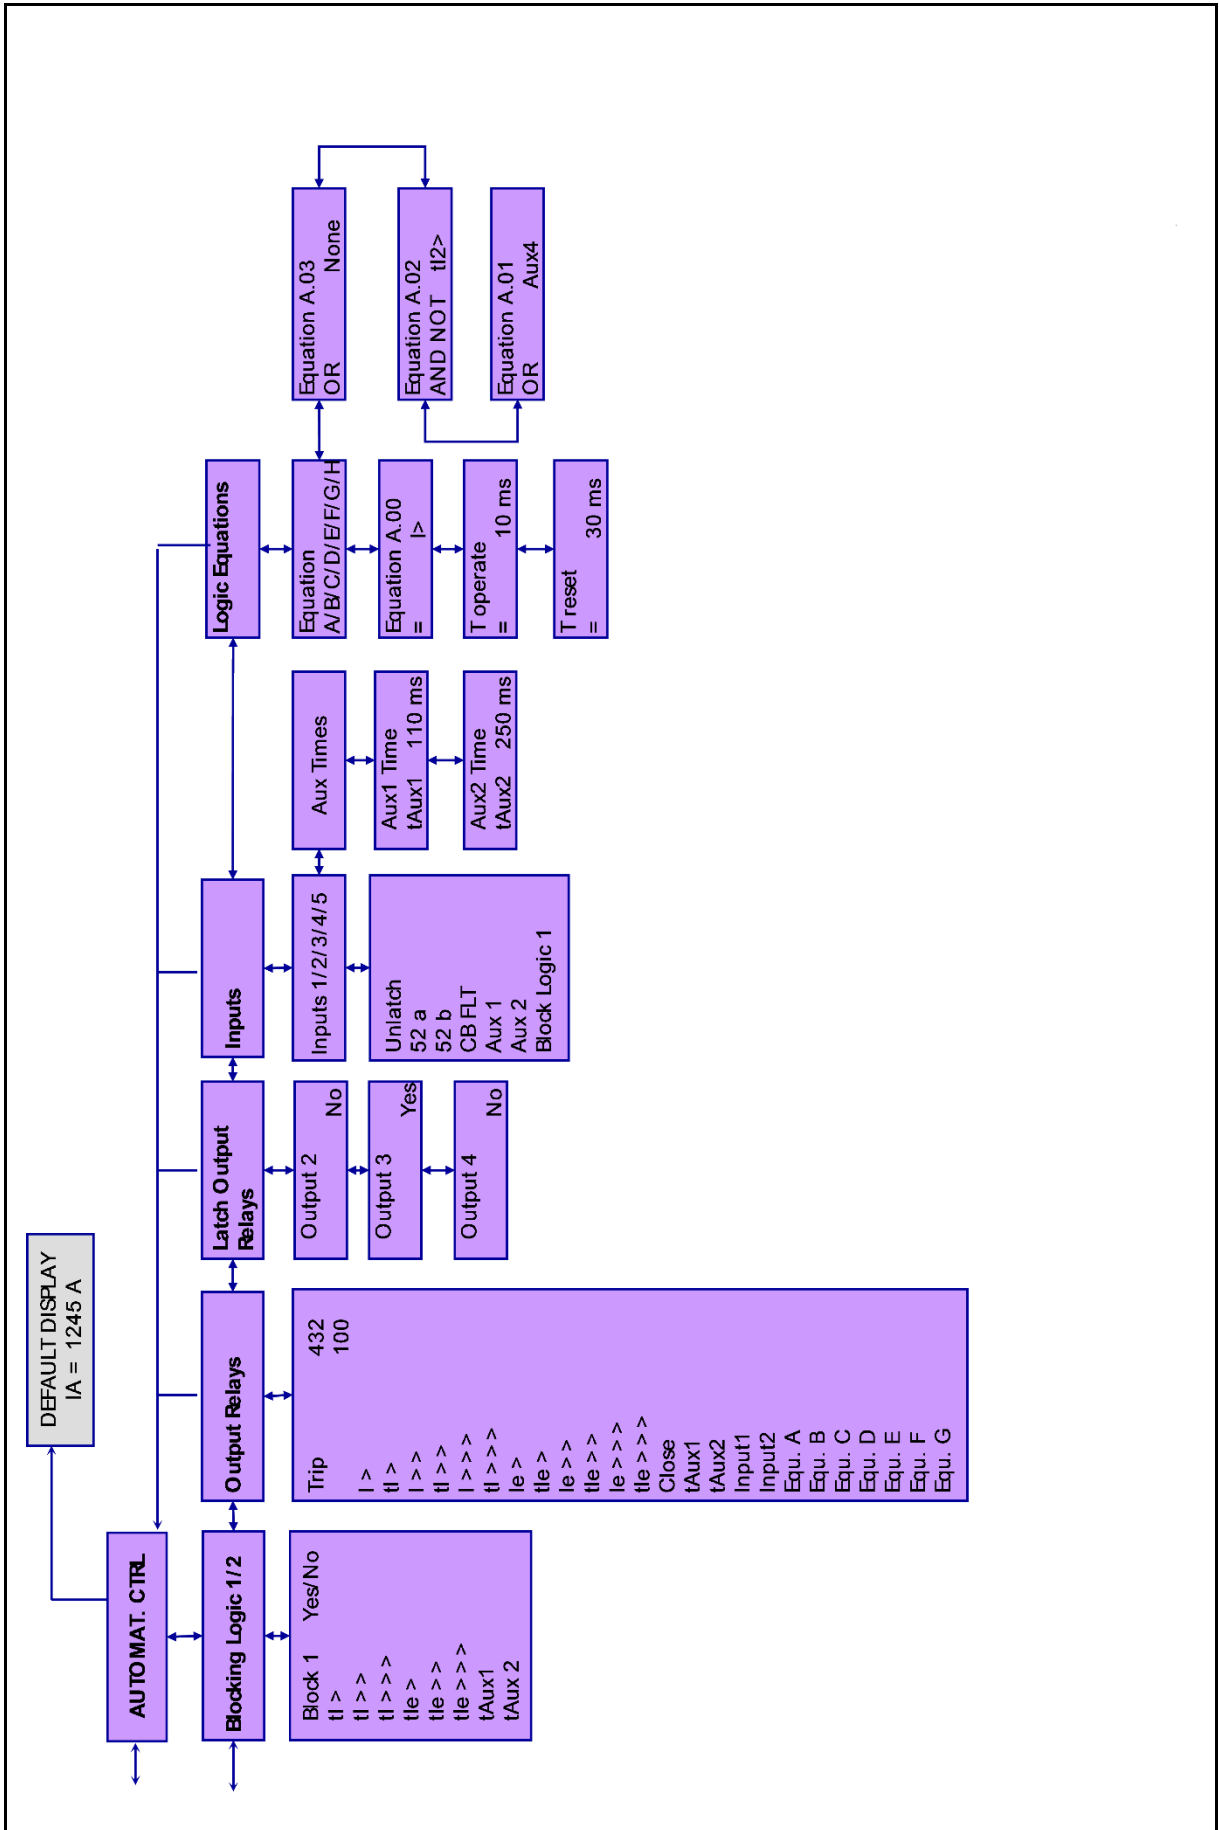 DEFAULT DISPLAY
IA = 1245 A
AUTOMAT. CTRL
Blocking Logic 1/2
Block 1 Yes/No
tI >
tI > >
tI > > >
tIe >
tIe > >
tIe > > >
tAux1
tAux 2
Output Relays
Trip 432
100
I >
tI >
I > >
tI > >
I > > >
tI > > >
Ie >
tIe >
Ie > >
tIe > >
Ie > > >
tIe > > >
Close
tAux1
tAux2
Input1
Input2
Equ. A
Equ. B
Equ. C
Equ. D
Equ. E
Equ. F
Equ. G
Latch Output
Relays
Output 2
No
Output 3
Yes
Output 4
No
Inputs
Inputs 1/2/3/4/5
Unlatch
52 a
52 b
CB FLT
Aux 1
Aux 2
Block Logic 1
Aux Times
Aux1 Time
tAux1 110 ms
Aux2 Time
tAux2 250 ms
Logic Equations
Equation
A/B/C/D/E/F/G/H
Equation A.00
= I>
T operate
= 10 ms
T reset
= 30 ms
Equation A.03
OR None
Equation A.02
AND NOT tI2>
Equation A.01
OR Aux4